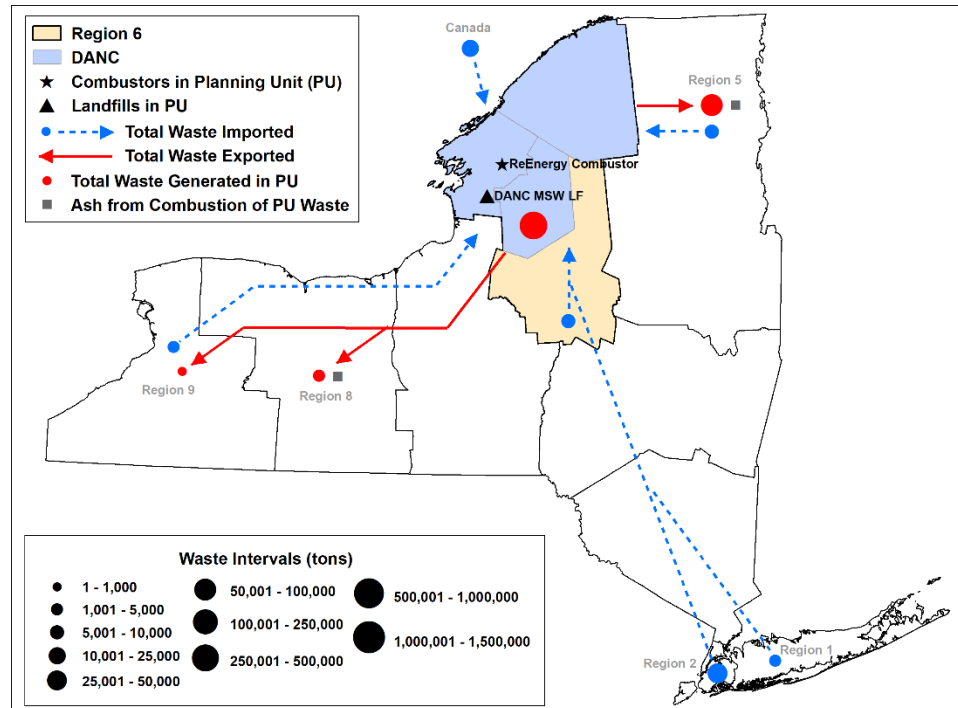 Region 6
DANC
Combustors in Planning Unit (PU)
Landfills in PU
Total Waste Imported
Total Waste Exported
Total Waste Generated in PU
Ash from Combustion of PU Waste
Canada
Region 5
ReEnergy Combustor
DANC MSW LF
Region 9
Region 8
Waste Intervals (tons)
1 - 1,000
1,001 - 5,000
5,001 - 10,000
10,001 - 25,000
25,001 - 50,000
50,001 - 100,000
100,001 - 250,000
250,001 - 500,000
500,001 - 1,000,000
1,000,001 - 1,500,000
Region 2
Region 1